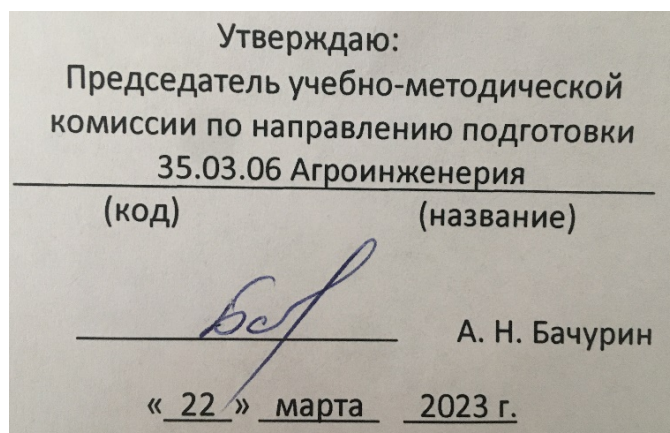 Утверждаю:
Председатель учебно-методической
комиссии по направлению подготовки
35.03.06 Агроинженерия
(код) (название)
А. Н. Бачурин
« 22 » марта 2023 г.